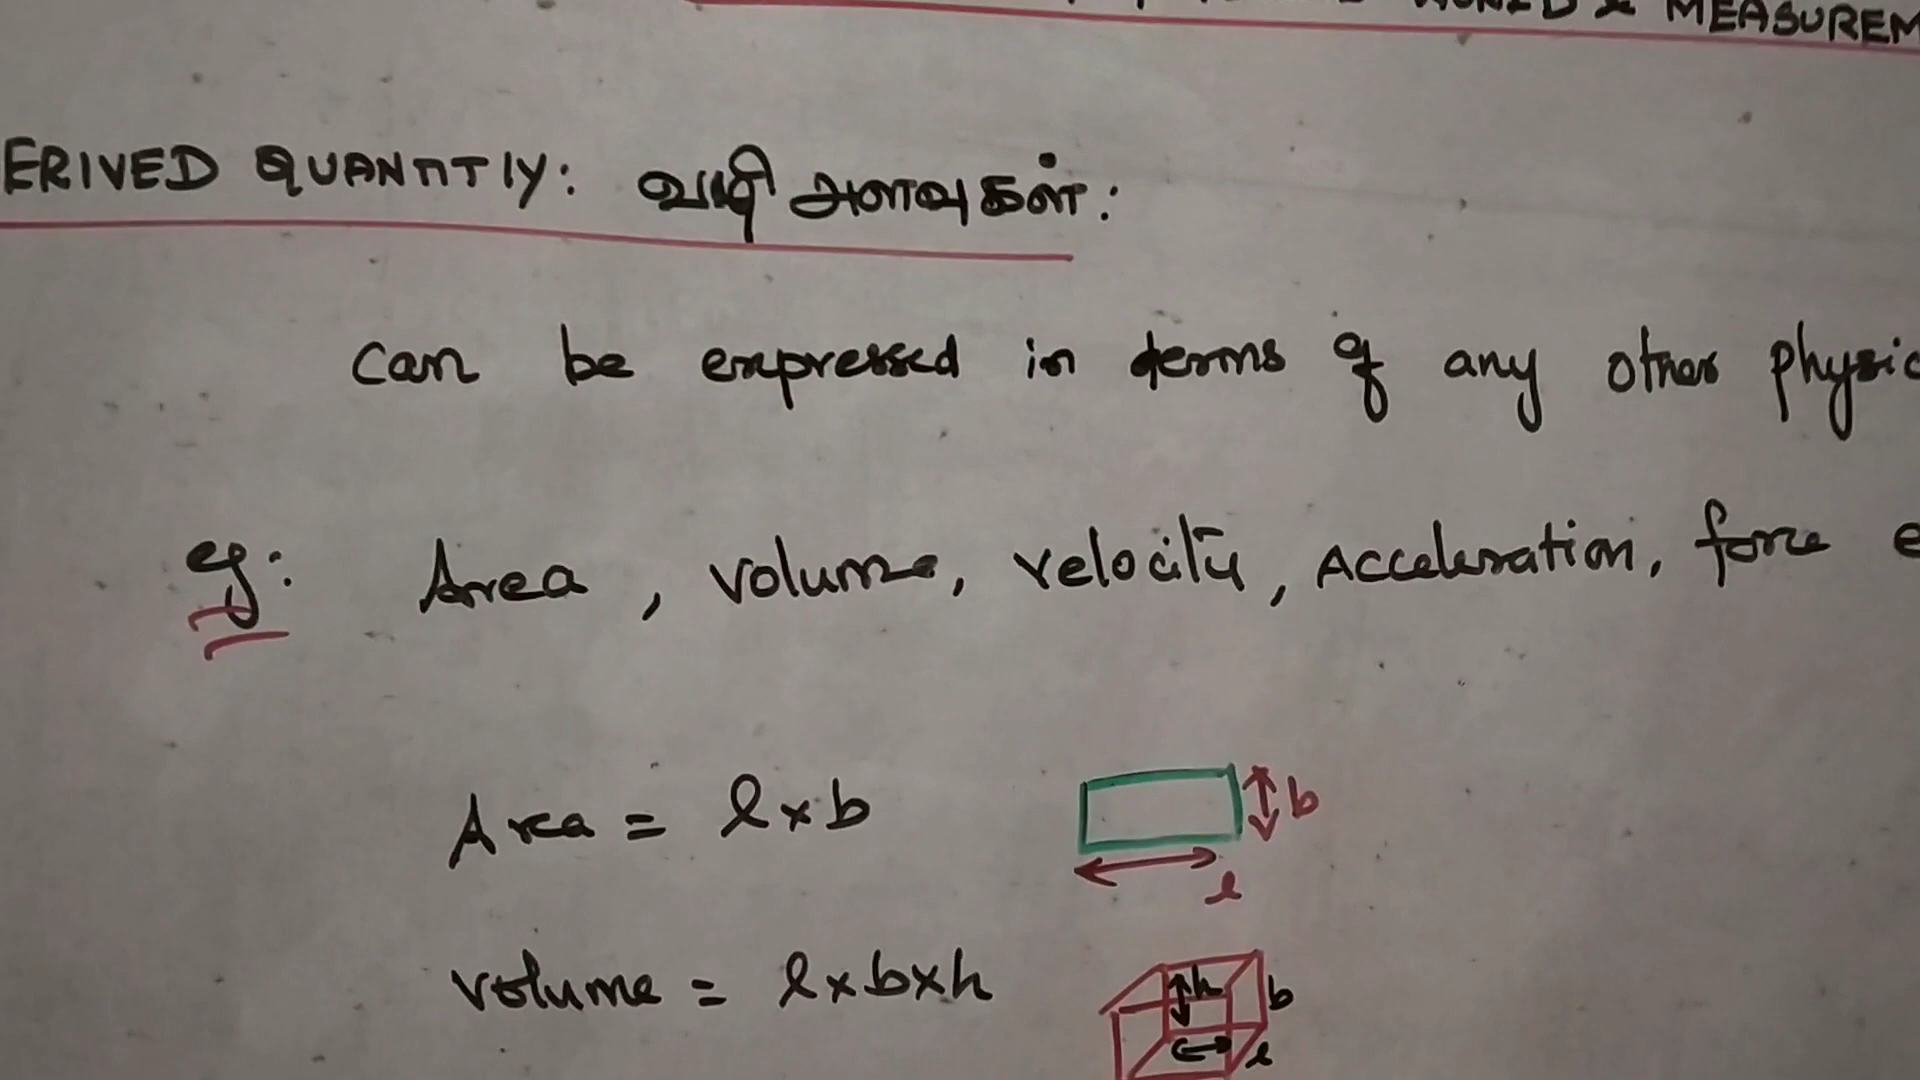 & MEASUREM
ERIVED QUANTITIY: வழி அளவுகள்:
can be expressed in terms of any other physic
eg: Area, volume, velocity, Acceleration, force e
Area = l×b
b
l
volume = l×b×h
h b
l